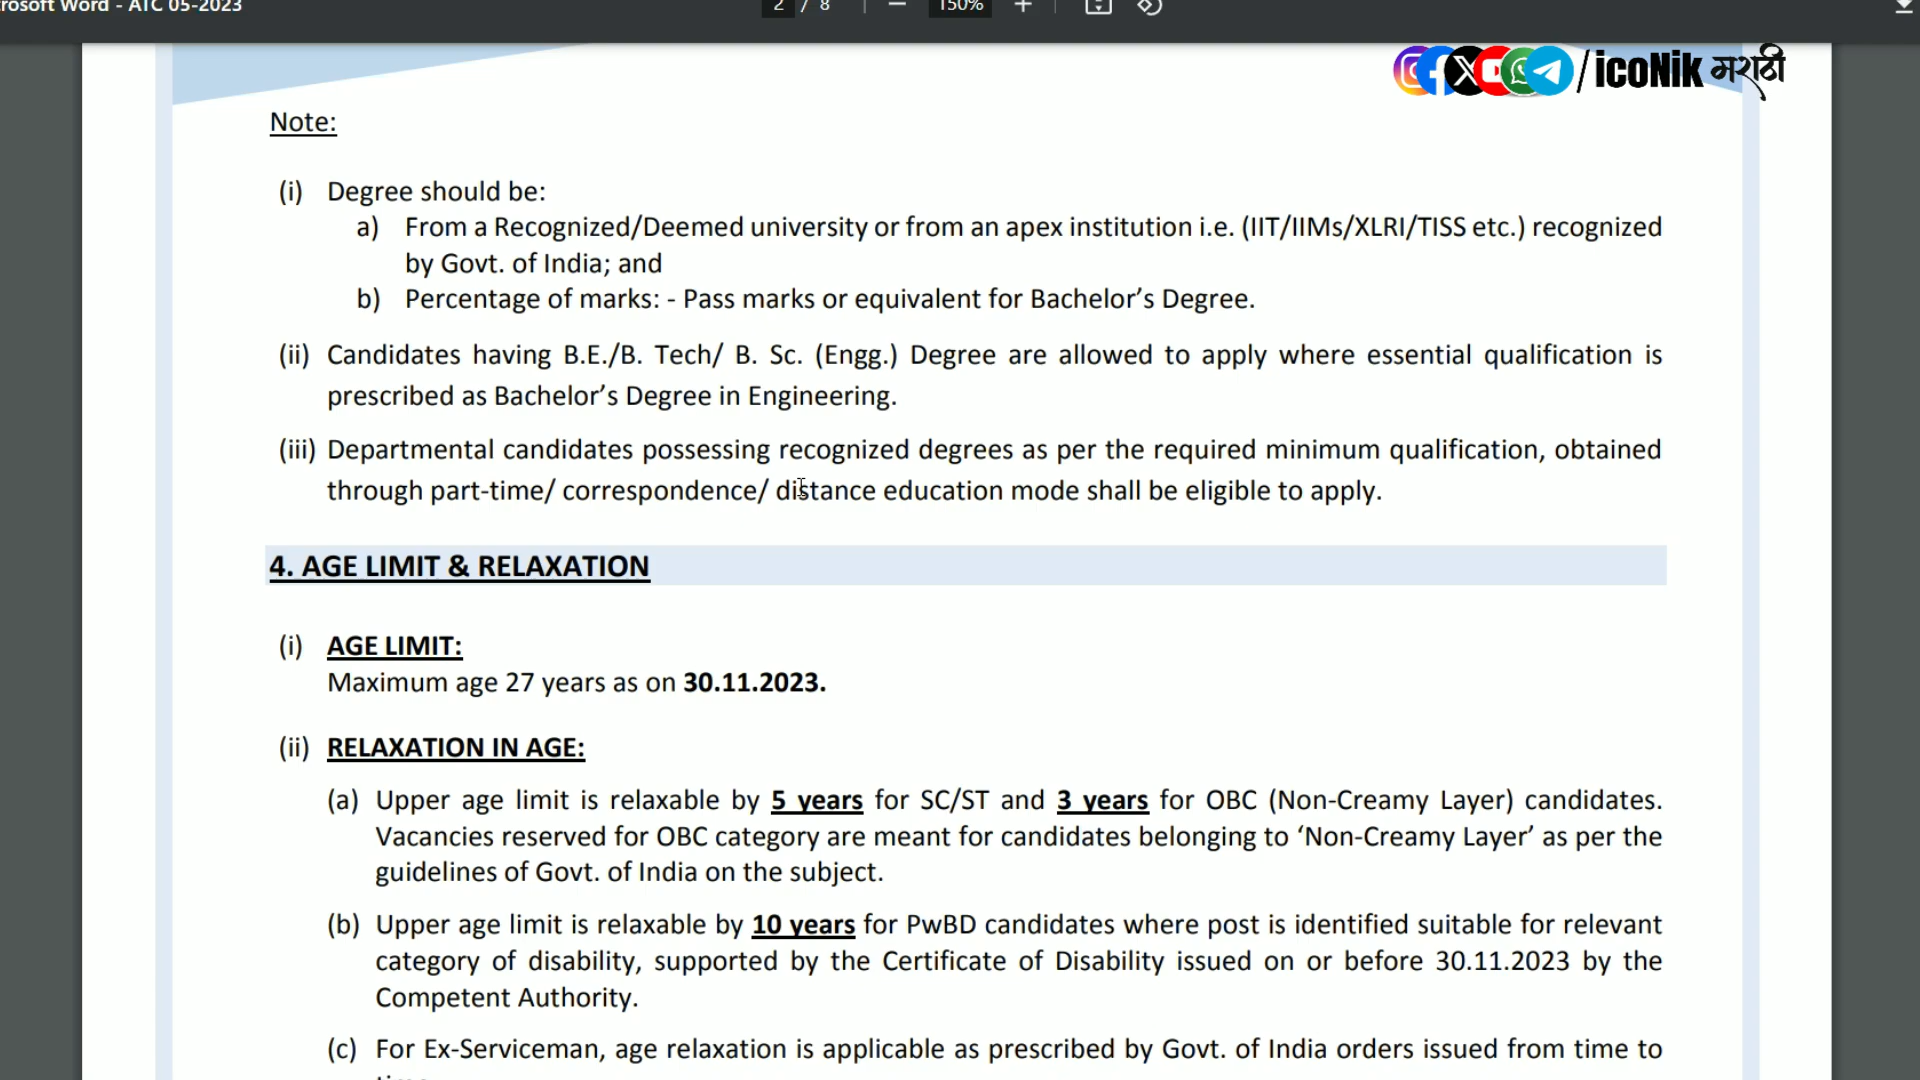 rosoft Word - ATC 05-2023 2 / 8 150%
/icoNik मराठी
Note:
(i) Degree should be:
a) From a Recognized/Deemed university or from an apex institution i.e. (IIT/IIMs/XLRI/TISS etc.) recognized
by Govt. of India; and
b) Percentage of marks: - Pass marks or equivalent for Bachelor’s Degree.
(ii) Candidates having B.E./B. Tech/ B. Sc. (Engg.) Degree are allowed to apply where essential qualification is
prescribed as Bachelor’s Degree in Engineering.
(iii) Departmental candidates possessing recognized degrees as per the required minimum qualification, obtained
through part-time/ correspondence/ distance education mode shall be eligible to apply.
4. AGE LIMIT & RELAXATION
(i) AGE LIMIT:
Maximum age 27 years as on 30.11.2023.
(ii) RELAXATION IN AGE:
(a) Upper age limit is relaxable by 5 years for SC/ST and 3 years for OBC (Non-Creamy Layer) candidates.
Vacancies reserved for OBC category are meant for candidates belonging to ‘Non-Creamy Layer’ as per the
guidelines of Govt. of India on the subject.
(b) Upper age limit is relaxable by 10 years for PwBD candidates where post is identified suitable for relevant
category of disability, supported by the Certificate of Disability issued on or before 30.11.2023 by the
Competent Authority.
(c) For Ex-Serviceman, age relaxation is applicable as prescribed by Govt. of India orders issued from time to